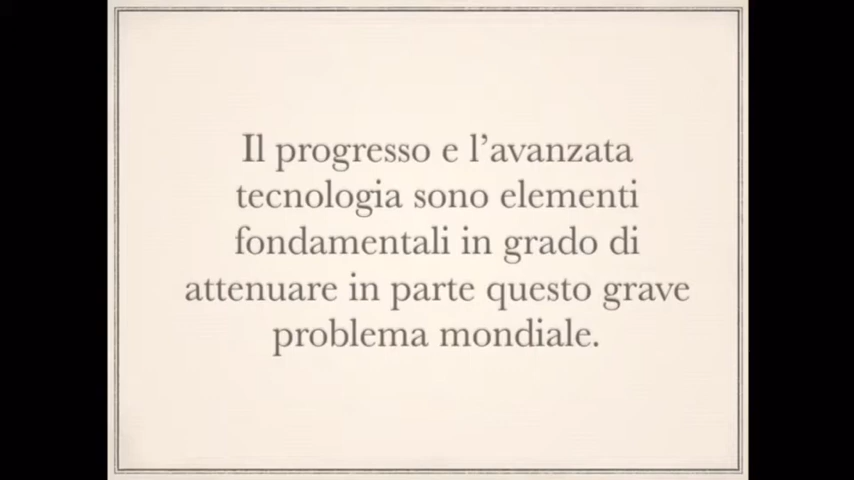 Il progresso e l’avanzata
tecnologia sono elementi
fondamentali in grado di
attenuare in parte questo grave
problema mondiale.